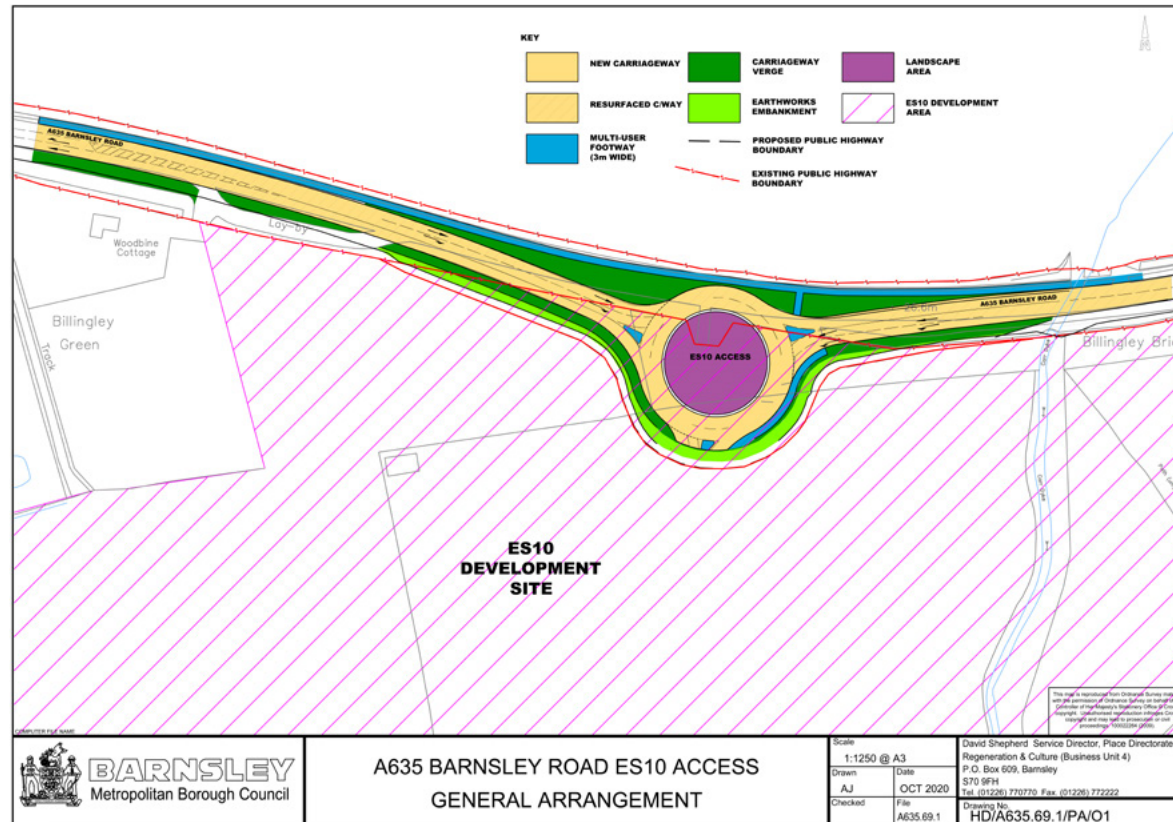 KEY
NEW CARRIAGEWAY
CARRIAGEWAY
VERGE
LANDSCAPE
AREA
RESURFACED C/WAY
EARTHWORKS
EMBANKMENT
ES10 DEVELOPMENT
AREA
MULTI-USER
FOOTWAY
(3m WIDE)
PROPOSED PUBLIC HIGHWAY
BOUNDARY
EXISTING PUBLIC HIGHWAY
BOUNDARY
A635 BARNSLEY ROAD
Lay-by
Woodbine
Cottage
Billingley
Green
Track
A635 BARNSLEY ROAD
ES10 ACCESS
Billingley
ES10
DEVELOPMENT
SITE
COMPUTER FILE NAME
BARNSLEY
Metropolitan Borough Council
A635 BARNSLEY ROAD ES10 ACCESS
GENERAL ARRANGEMENT
Scale
1:1250 @ A3
Drawn
AJ
Date
OCT 2020
Checked
File
A635.69.1
David Shepherd Service Director, Place Directorate
Regeneration & Culture (Business Unit 4)
P.O. Box 609, Barnsley
S70 9FH
Tel. (01226) 770770 Fax. (01226) 772222
Drawing No.
HD/A635.69.1/PA/O1